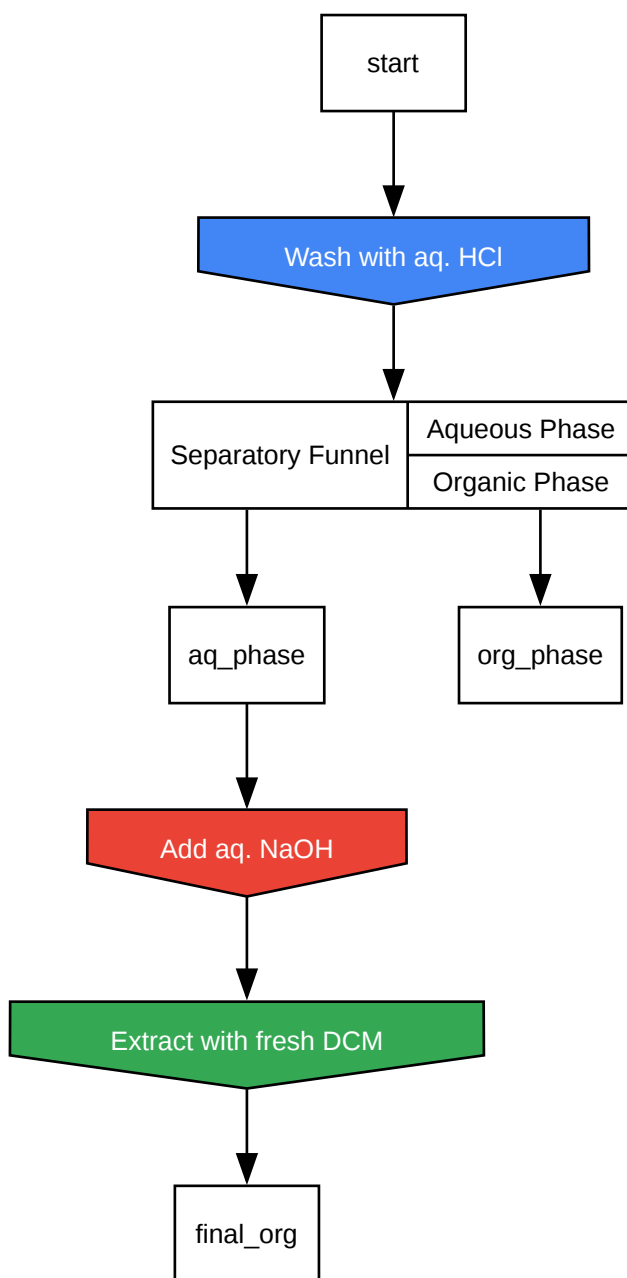 start
Wash with aq. HCl
Separatory Funnel
Aqueous Phase
Organic Phase
aq_phase
org_phase
Add aq. NaOH
Extract with fresh DCM
final_org